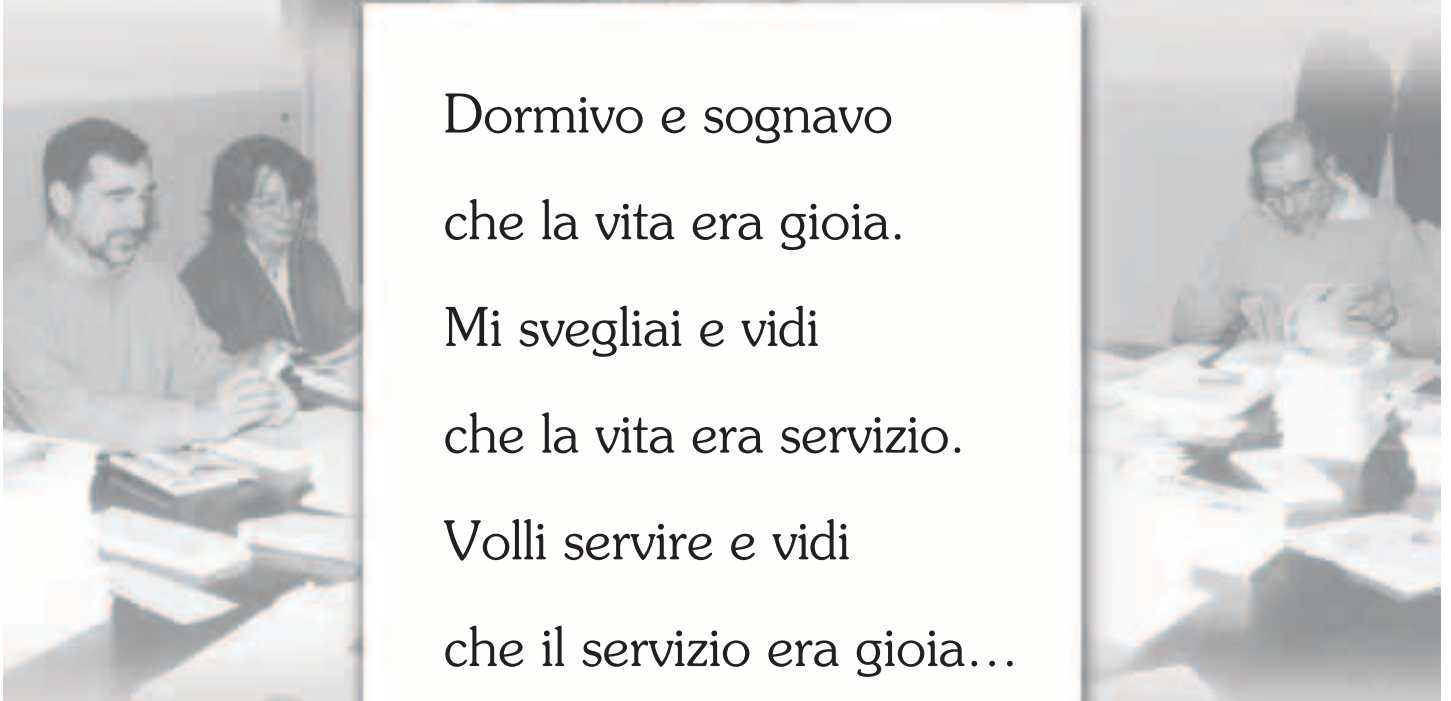 Dormivo e sognavo
che la vita era gioia.
Mi svegliai e vidi
che la vita era servizio.
Volli servire e vidi
che il servizio era gioia...